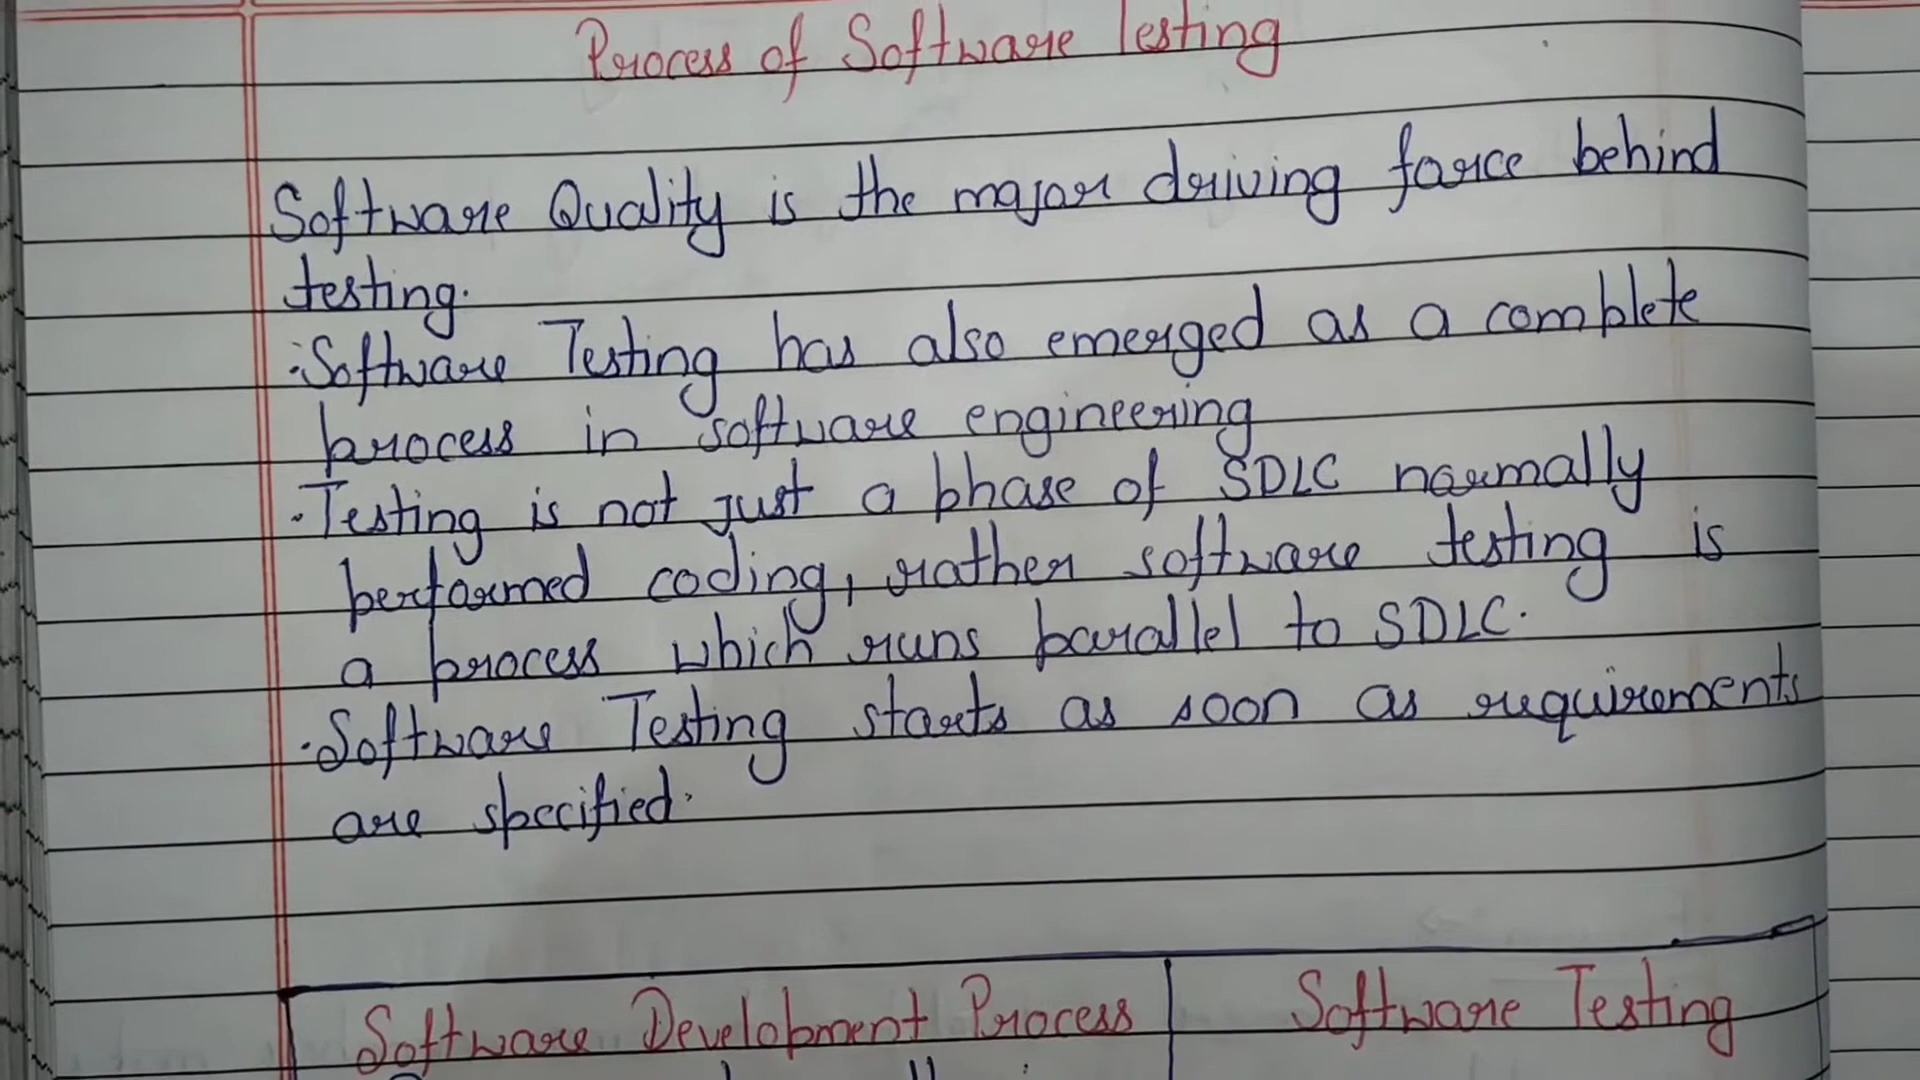 Process of Software Testing
Software Quality is the major driving force behind
testing.
·Software Testing has also emerged as a complete
process in software engineering
·Testing is not just a phase of SDLC normally
performed coding, rather software testing is
a process which runs parallel to SDLC.
·Software Testing starts as soon as requirements
are specified.
Software Development Process
Software Testing